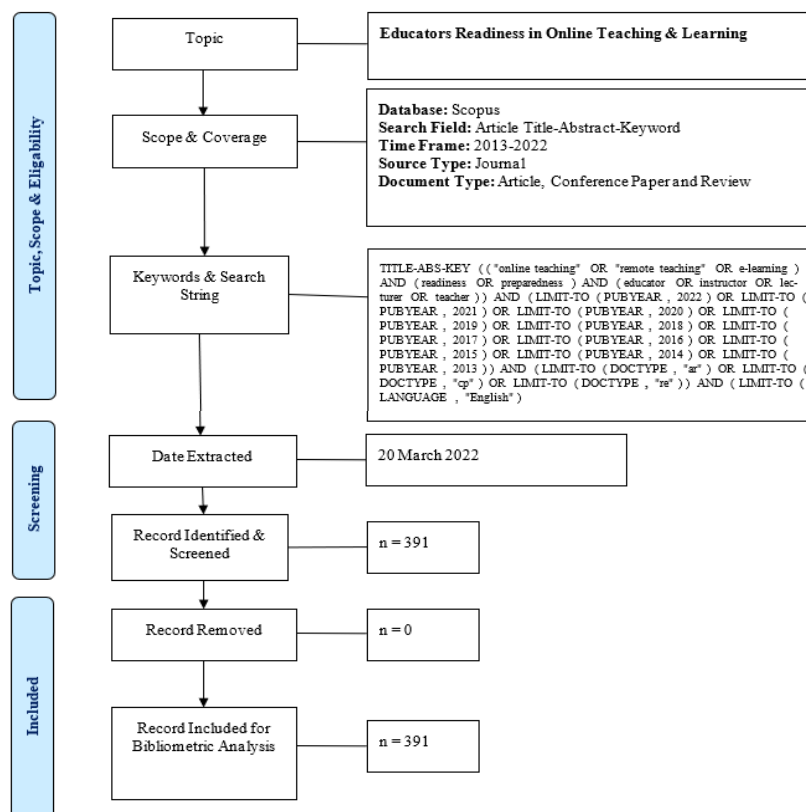 Topic, Scope & Eligability
Topic
Educators Readiness in Online Teaching & Learning
Scope & Coverage
Database: Scopus
Search Field: Article Title-Abstract-Keyword
Time Frame: 2013-2022
Source Type: Journal
Document Type: Article, Conference Paper and Review
Keywords & Search
String
TITLE-ABS-KEY ( ( "online teaching" OR "remote teaching" OR e-learning )
AND ( readiness OR preparedness ) AND ( educator OR instructor OR lec-
turer OR teacher ) ) AND ( LIMIT-TO ( PUBYEAR , 2022 ) OR LIMIT-TO (
PUBYEAR , 2021 ) OR LIMIT-TO ( PUBYEAR , 2020 ) OR LIMIT-TO (
PUBYEAR , 2019 ) OR LIMIT-TO ( PUBYEAR , 2018 ) OR LIMIT-TO (
PUBYEAR , 2017 ) OR LIMIT-TO ( PUBYEAR , 2016 ) OR LIMIT-TO (
PUBYEAR , 2015 ) OR LIMIT-TO ( PUBYEAR , 2014 ) OR LIMIT-TO (
PUBYEAR , 2013 ) ) AND ( LIMIT-TO ( DOCTYPE , "ar" ) OR LIMIT-TO (
DOCTYPE , "cp" ) OR LIMIT-TO ( DOCTYPE , "re" ) ) AND ( LIMIT-TO (
LANGUAGE , "English" )
Screening
Date Extracted
20 March 2022
Record Identified &
Screened
n = 391
Included
Record Removed
n = 0
Record Included for
Bibliometric Analysis
n = 391